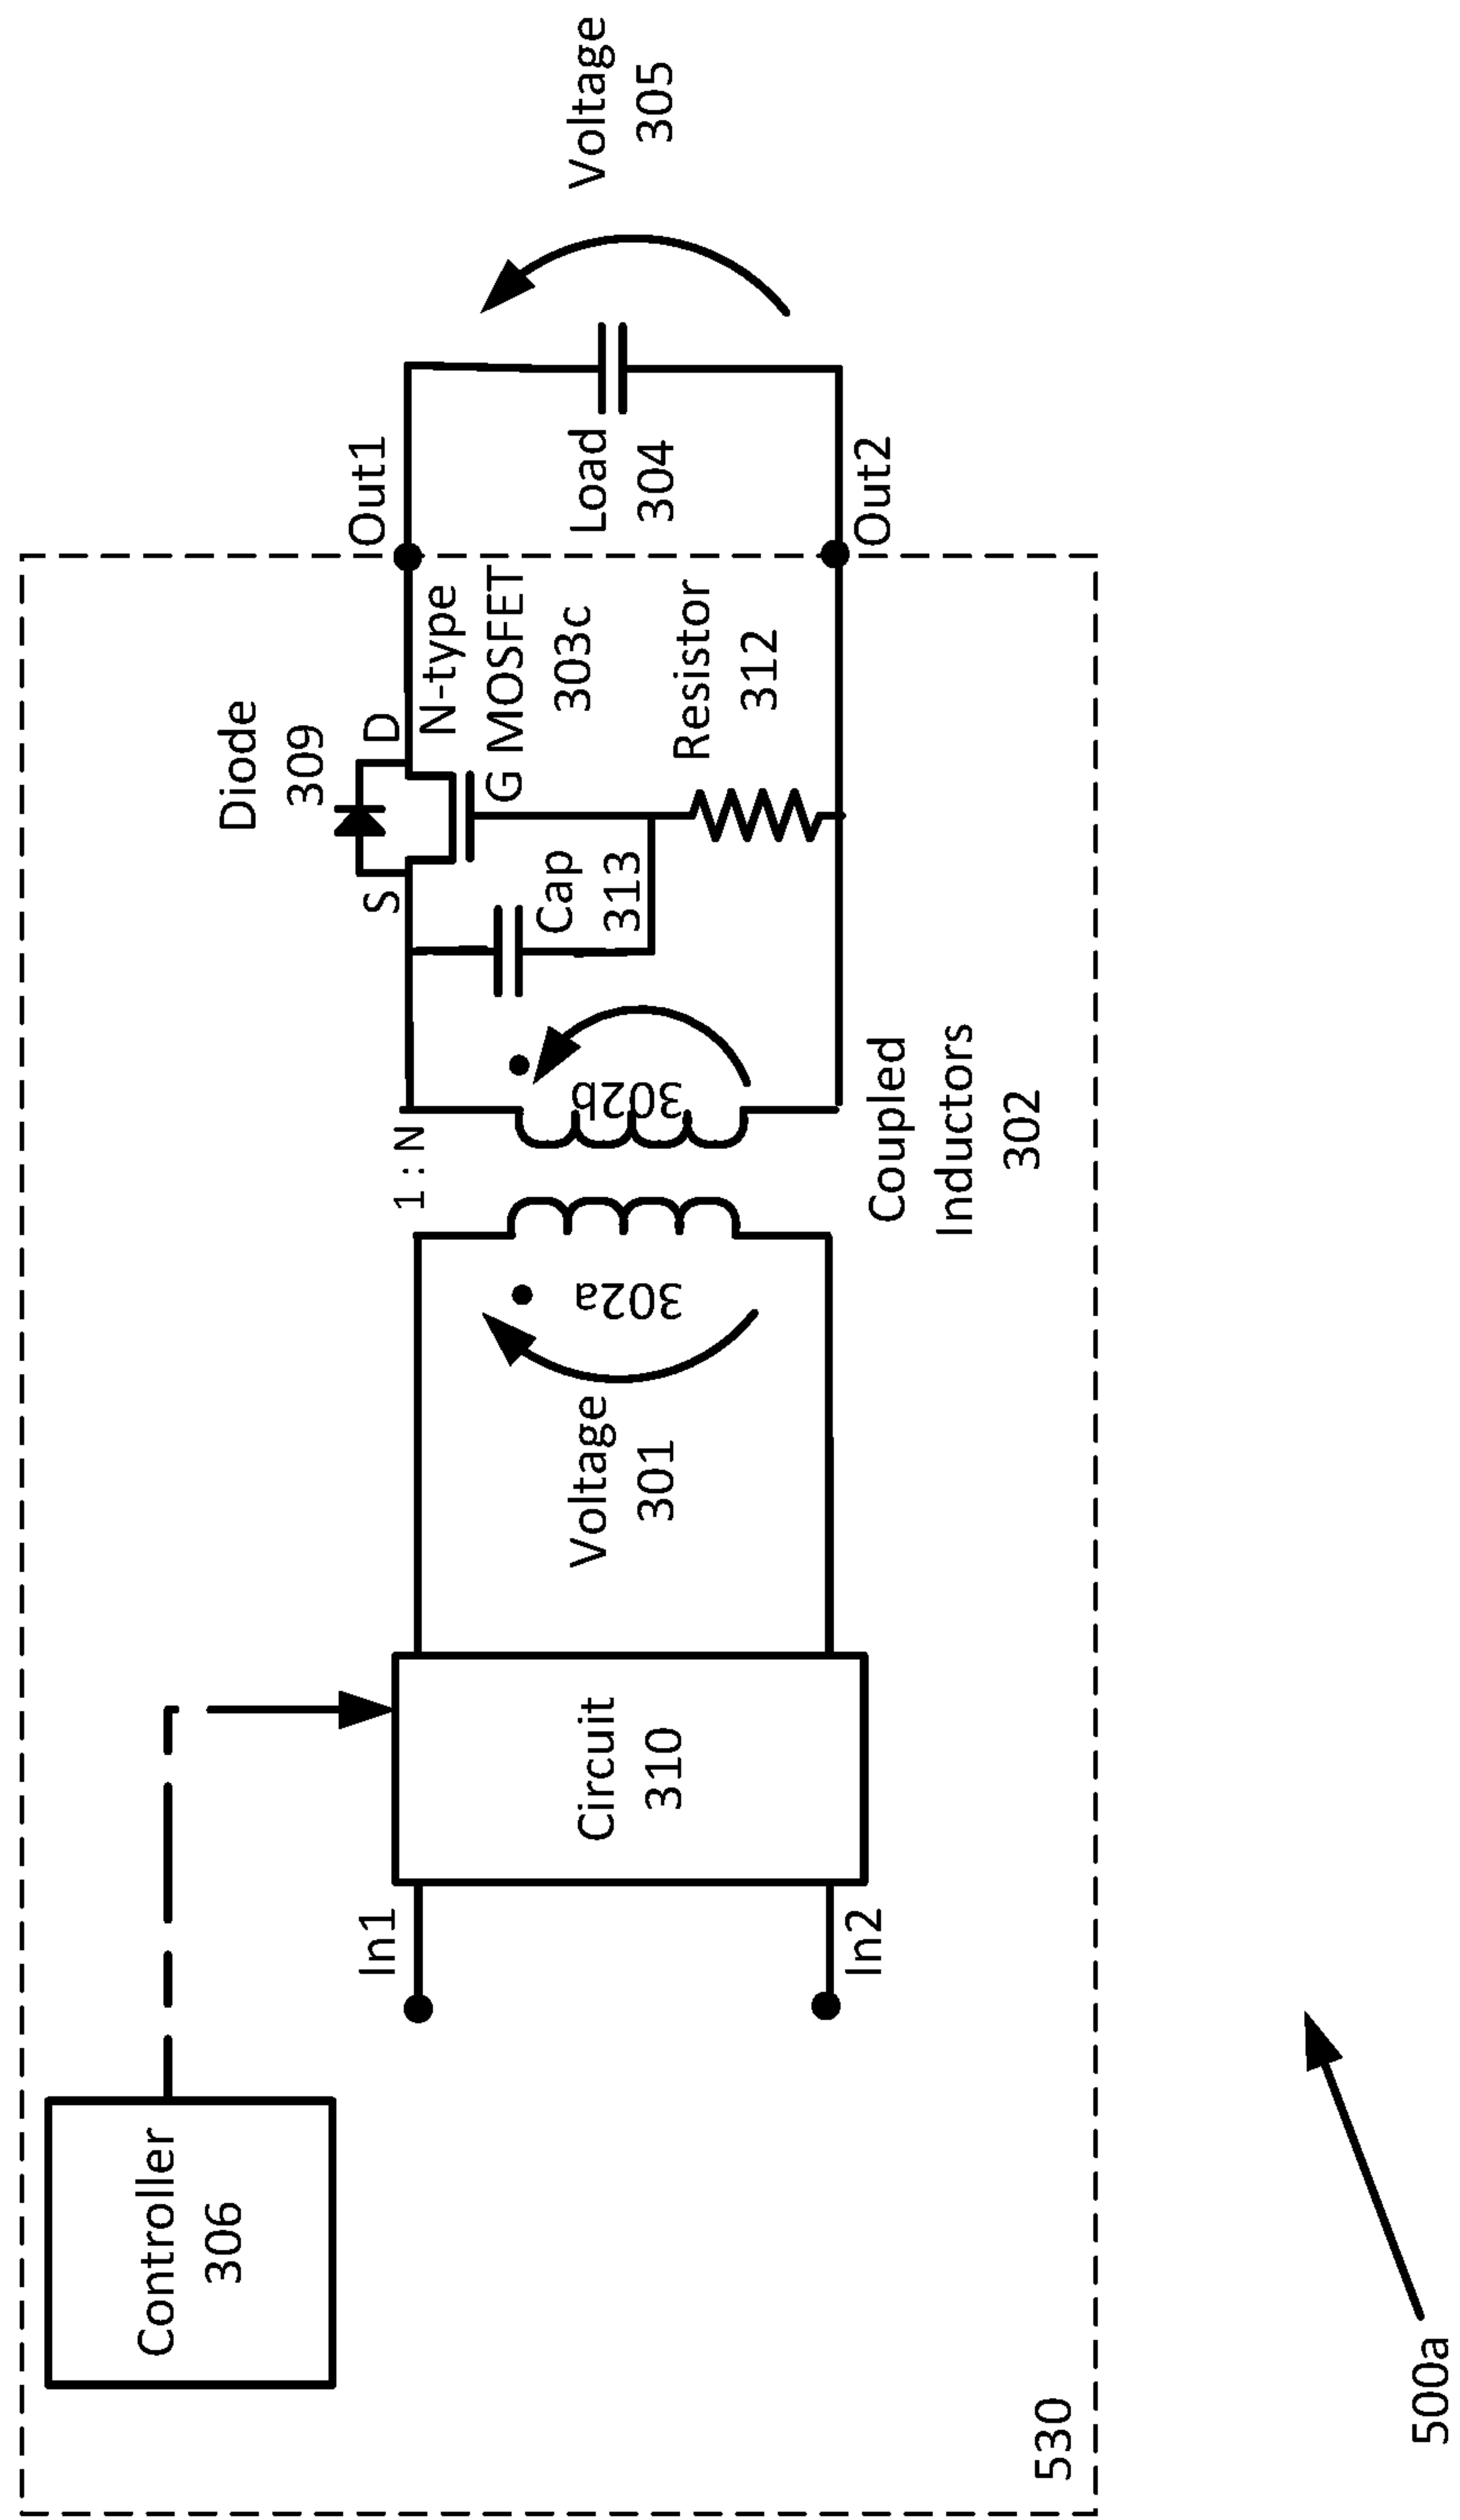 Controller
306
In1
In2
Circuit
310
Voltage
301
302a
1 : N
302b
Coupled
Inductors
302
Cap
313
S
Diode
309
D
G
N-type
MOSFET
303c
Resistor
312
Out1
Out2
Load
304
Voltage
305
530
500a